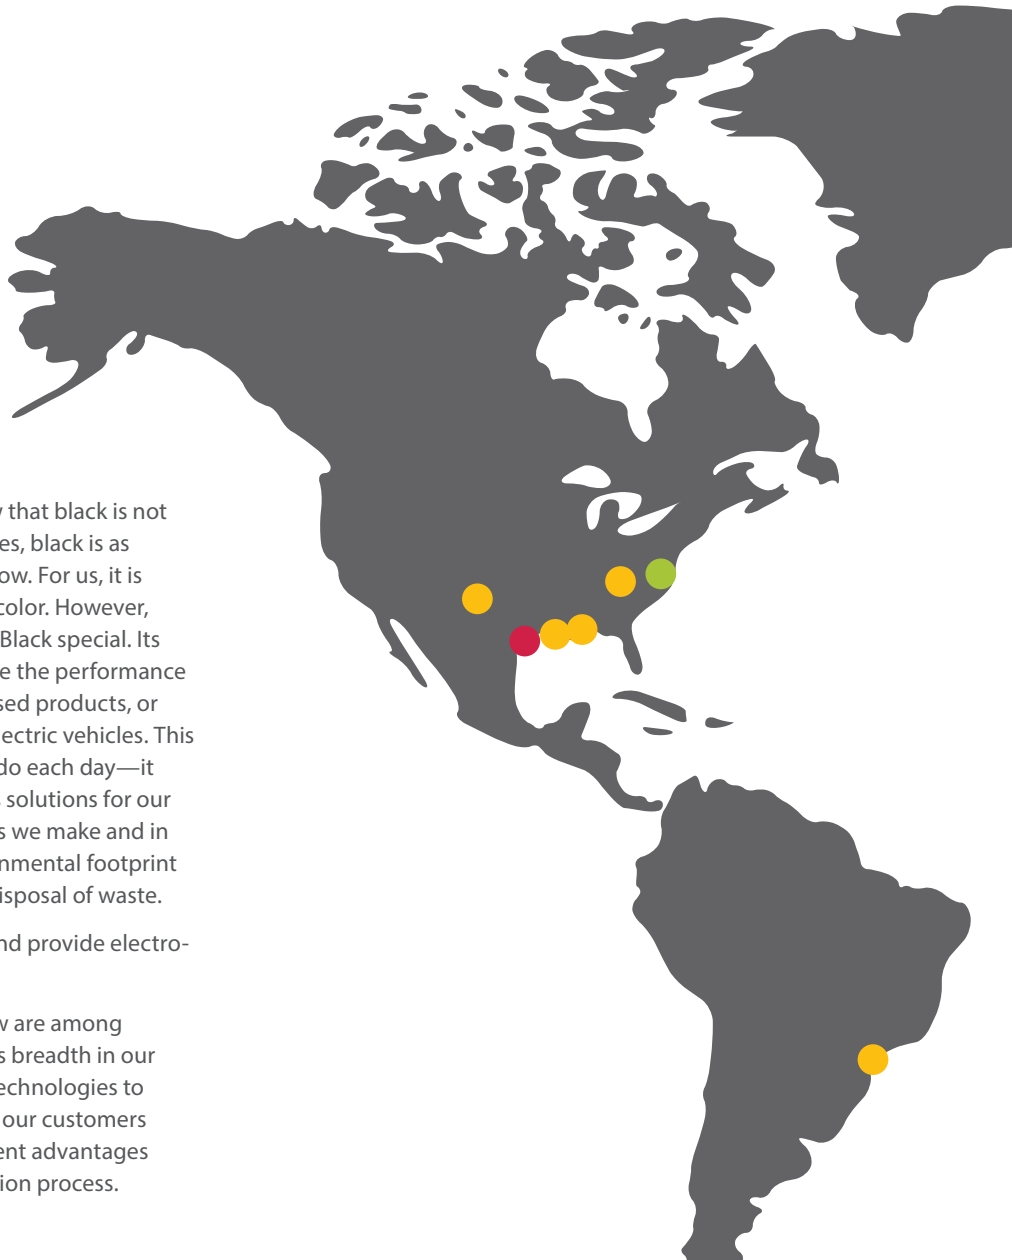 that black is not
es, black is as
ow. For us, it is
color. However,
Black special. Its
e the performance
sed products, or
lectric vehicles. This
do each day—it
s solutions for our
s we make and in
nmental footprint
disposal of waste.
nd provide electro-
w are among
s breadth in our
echnologies to
our customers
ent advantages
ion process.